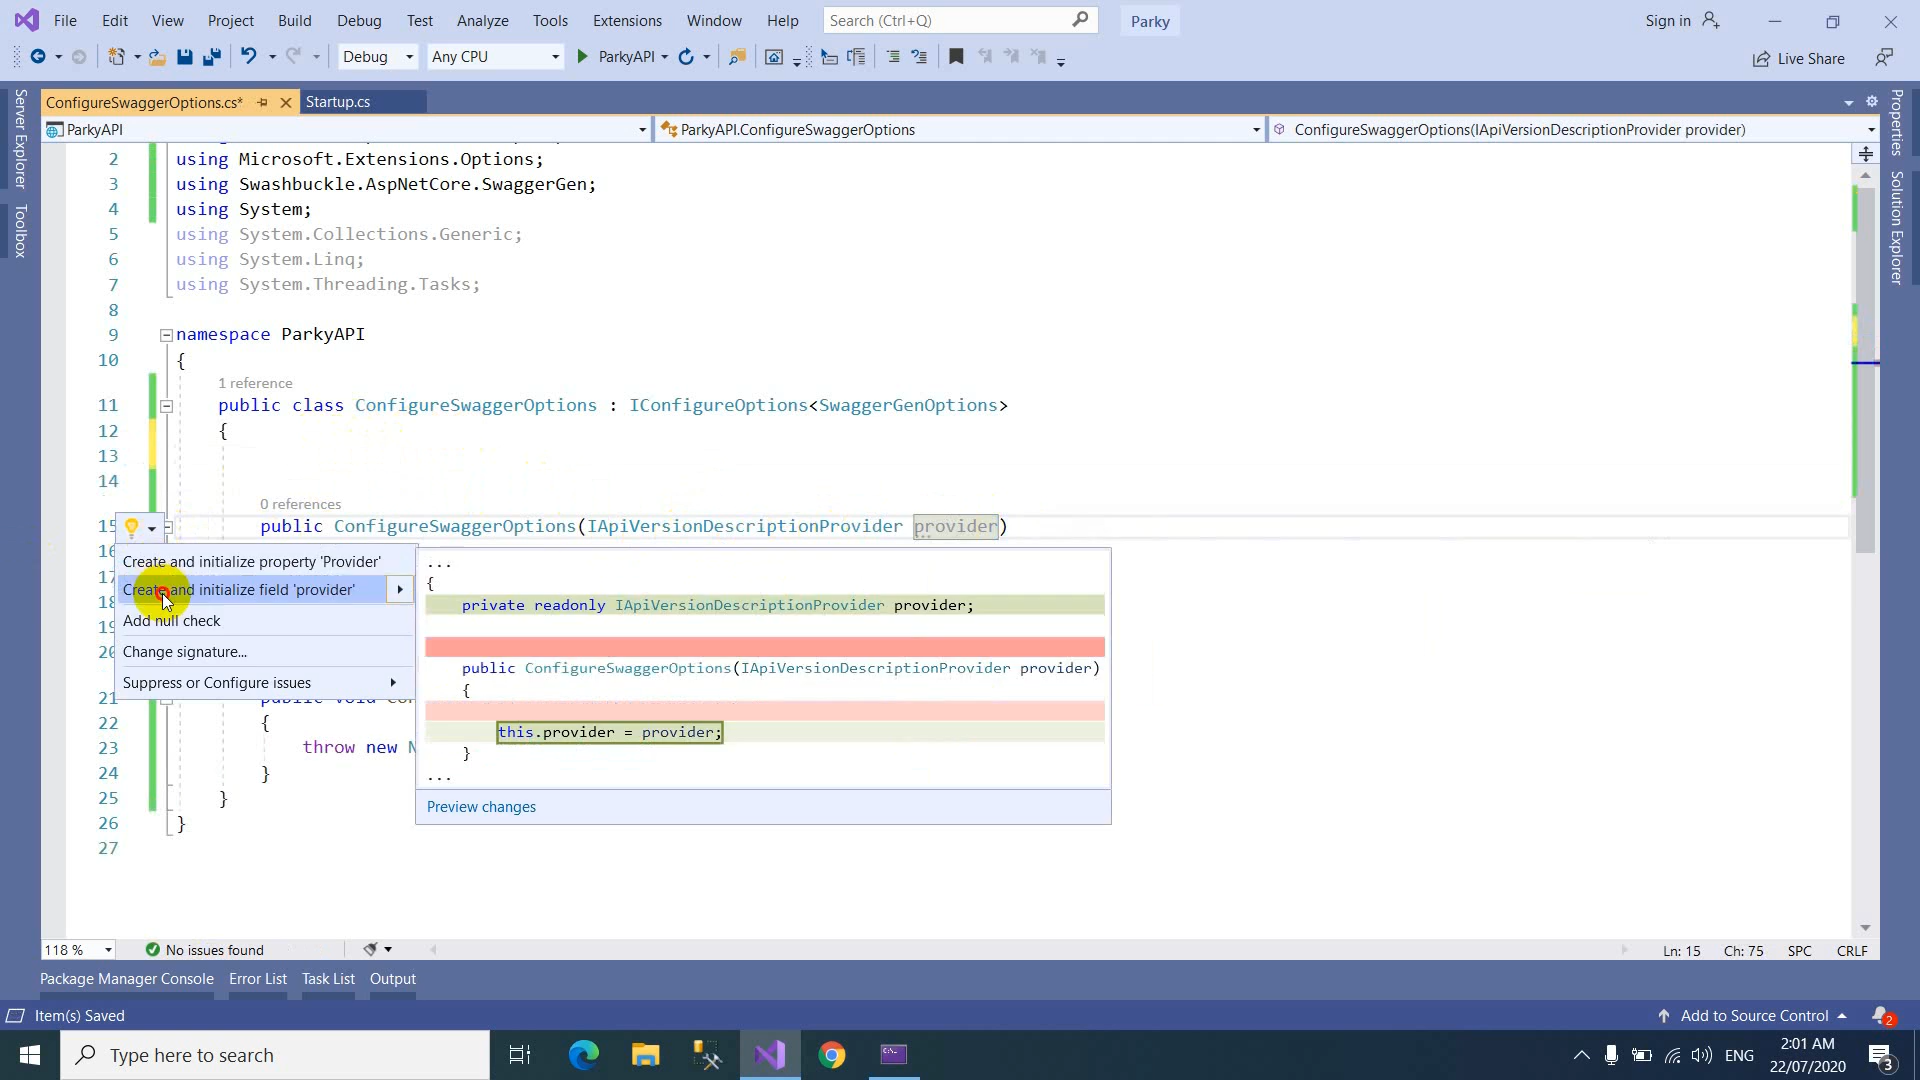 File Edit View Project Build Debug Test Analyze Tools Extensions Window Help Search (Ctrl+Q) Parky Sign in
Debug Any CPU ParkyAPI Live Share
ConfigureSwaggerOptions.cs* Startup.cs
ParkyAPI ParkyAPI.ConfigureSwaggerOptions ConfigureSwaggerOptions(IApiVersionDescriptionProvider provider)
Server Explorer
Toolbox
Properties
Solution Explorer
2 using Microsoft.Extensions.Options;
3 using Swashbuckle.AspNetCore.SwaggerGen;
4 using System;
5 using System.Collections.Generic;
6 using System.Linq;
7 using System.Threading.Tasks;
8
9 namespace ParkyAPI
10 {
1 reference
11 public class ConfigureSwaggerOptions : IConfigureOptions<SwaggerGenOptions>
12 {
13
14
0 references
15 public ConfigureSwaggerOptions(IApiVersionDescriptionProvider provider)
Create and initialize property 'Provider'
Create and initialize field 'provider'
Add null check
Change signature...
Suppress or Configure issues
...
{
private readonly IApiVersionDescriptionProvider provider;
public ConfigureSwaggerOptions(IApiVersionDescriptionProvider provider)
{
this.provider = provider;
}
...
Preview changes
20
21 public void
22 {
23 throw new N
24 }
25 }
26 }
27
118 % No issues found Ln: 15 Ch: 75 SPC CRLF
Package Manager Console Error List Task List Output
Item(s) Saved Add to Source Control 2
Type here to search ENG 2:01 AM
22/07/2020 3